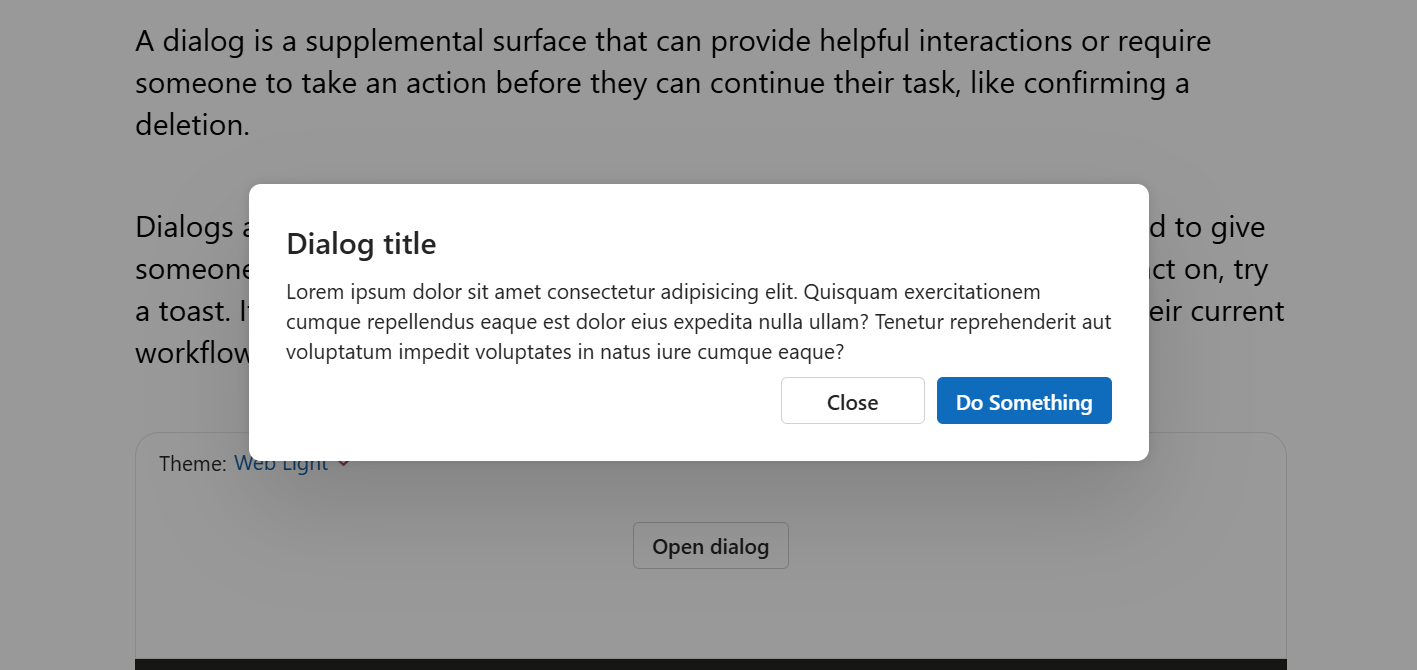 A dialog is a supplemental surface that can provide helpful interactions or require
someone to take an action before they can continue their task, like confirming a
deletion.
Dialogs d to give
someone act on, try
a toast. their current
workflow
Dialog title
Lorem ipsum dolor sit amet consectetur adipisicing elit. Quisquam exercitationem
cumque repellendus eaque est dolor eius expedita nulla ullam? Tenetur reprehenderit aut
voluptatum impedit voluptates in natus iure cumque eaque?
Close Do Something
Theme: Web Light
Open dialog